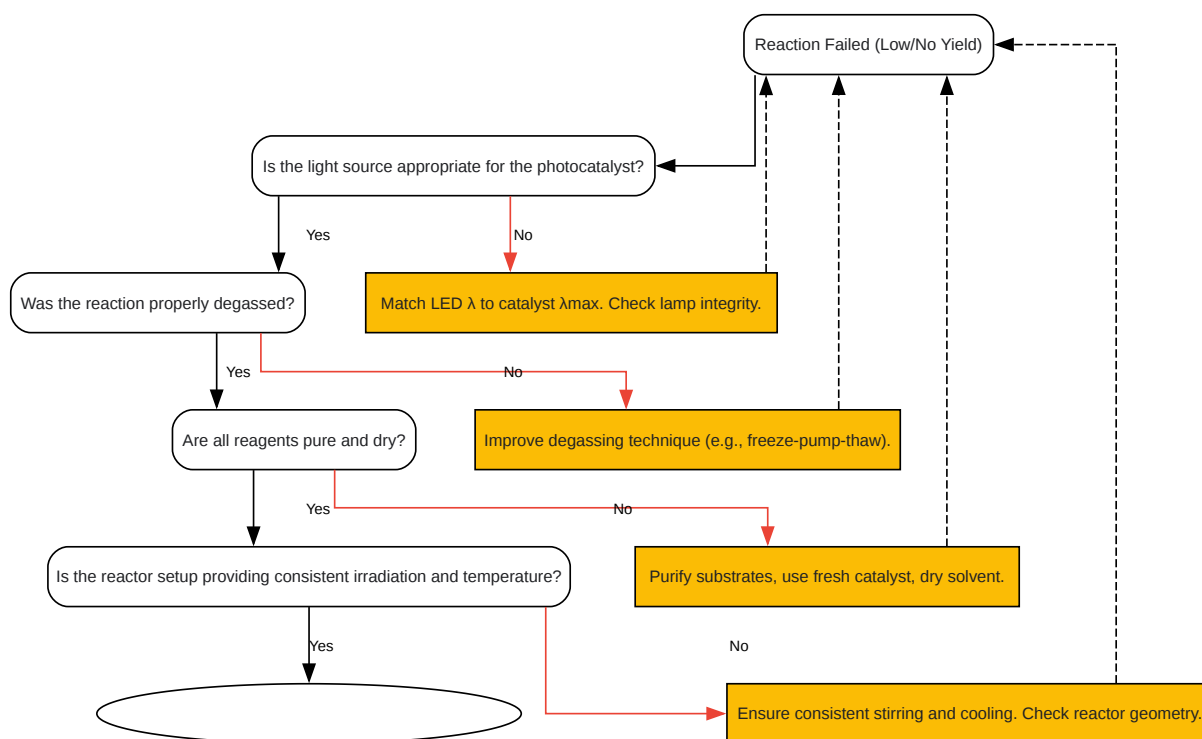 Reaction Failed (Low/No Yield)
Is the light source appropriate for the photocatalyst?
Yes
No
Was the reaction properly degassed?
Match LED λ to catalyst λmax. Check lamp integrity.
Yes
No
Are all reagents pure and dry?
Improve degassing technique (e.g., freeze-pump-thaw).
Yes
No
Is the reactor setup providing consistent irradiation and temperature?
Purify substrates, use fresh catalyst, dry solvent.
Yes
No
Ensure consistent stirring and cooling. Check reactor geometry.